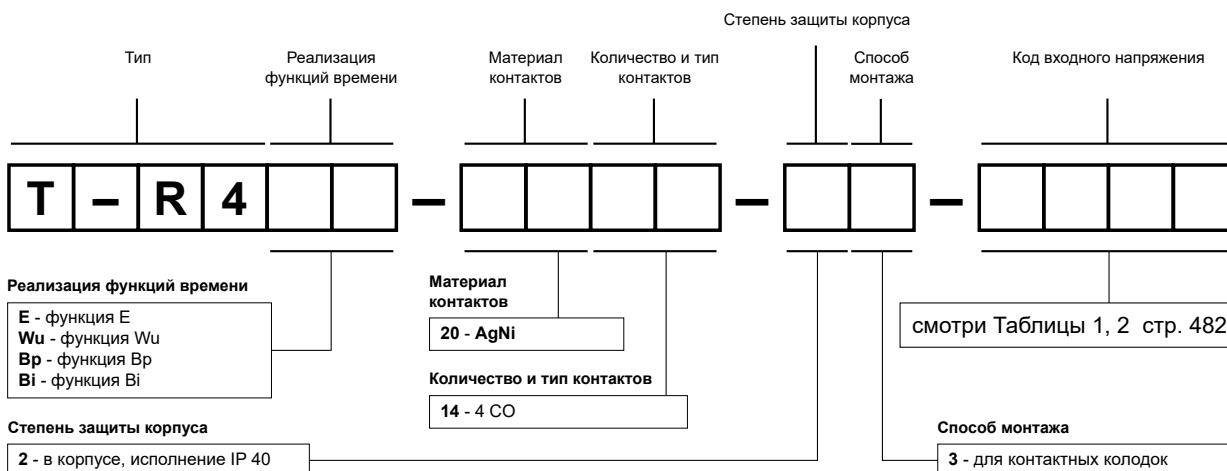 Степень защиты корпуса
Тип
Реализация
функций времени
Материал
контактов
Количество и тип
контактов
Способ
монтажа
Код входного напряжения
T – R 4 – – –
Реализация функций времени
E - функция E
Wu - функция Wu
Bp - функция Bp
Bi - функция Bi
Материал
контактов
20 - AgNi
смотри Таблицы 1, 2 стр. 482
Количество и тип контактов
14 - 4 CO
Степень защиты корпуса
2 - в корпусе, исполнение IP 40
Способ монтажа
3 - для контактных колодок